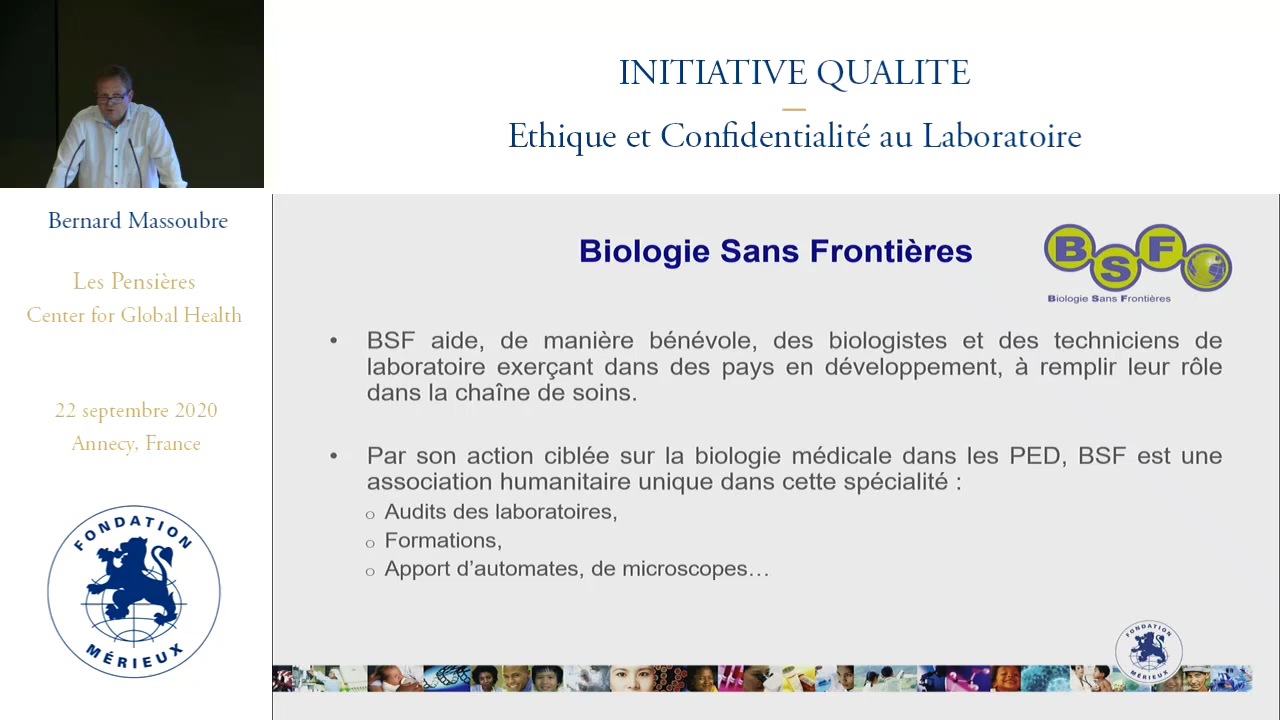 INITIATIVE QUALITE
Ethique et Confidentialité au Laboratoire
Bernard Massoubre
Les Pensières
Center for Global Health
22 septembre 2020
Annecy, France
FONDATION
MÉRIEUX
Biologie Sans Frontières
BSF
Biologie Sans Frontières
• BSF aide, de manière bénévole, des biologistes et des techniciens de
laboratoire exerçant dans des pays en développement, à remplir leur rôle
dans la chaîne de soins.
• Par son action ciblée sur la biologie médicale dans les PED, BSF est une
association humanitaire unique dans cette spécialité :
o Audits des laboratoires,
o Formations,
o Apport d’automates, de microscopes…
FONDATION
MÉRIEUX